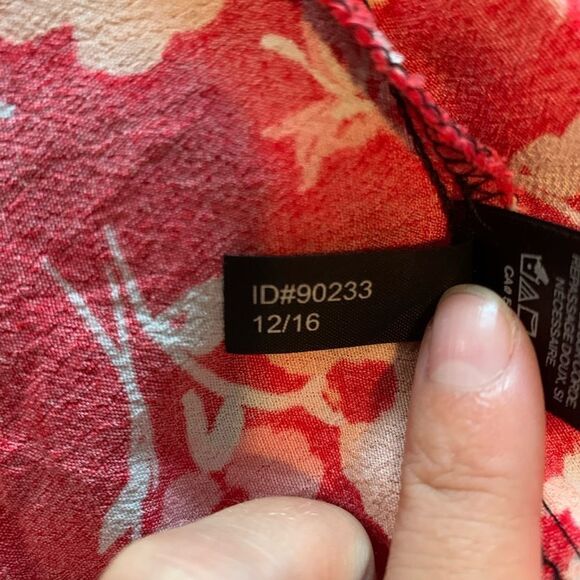 ID#90233
12/16
REPASSAGE DOUX, SI
NECESSAIRE